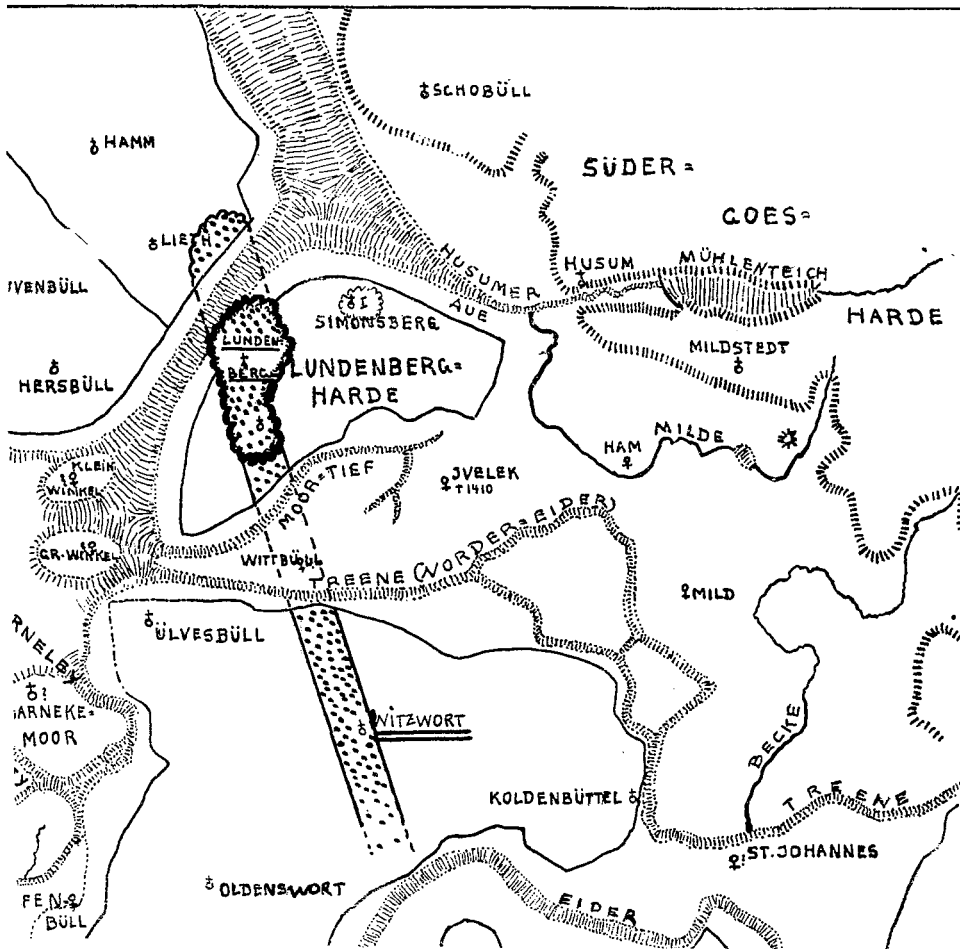 SCHOBÜLL
HAMM
SÜDER=
GOES=
HARDE
LIETH
HUSUMER
AUE
HUSUM
MÜHLENTEICH
VENBÜLL
SIMONSBERG
LUNDEN
BERG
LUNDENBERG=
HARDE
MILDSTEDT
HERSBÜLL
HAM
MILDE
KLEIN
WINKEL
MOOR=TIEF
JVELEK
†1410
GR.WINKEL
WITTBÜLL
TREENE (NORDER=EIDER)
MILD
ÜLVESBÜLL
RNELBY
ARNEKE=
MOOR
WITZWORT
BECKE
KOLDENBÜTTEL
TREENE
ST.JOHANNES
OLDENSWORT
EIDER
FEN=
BÜLL